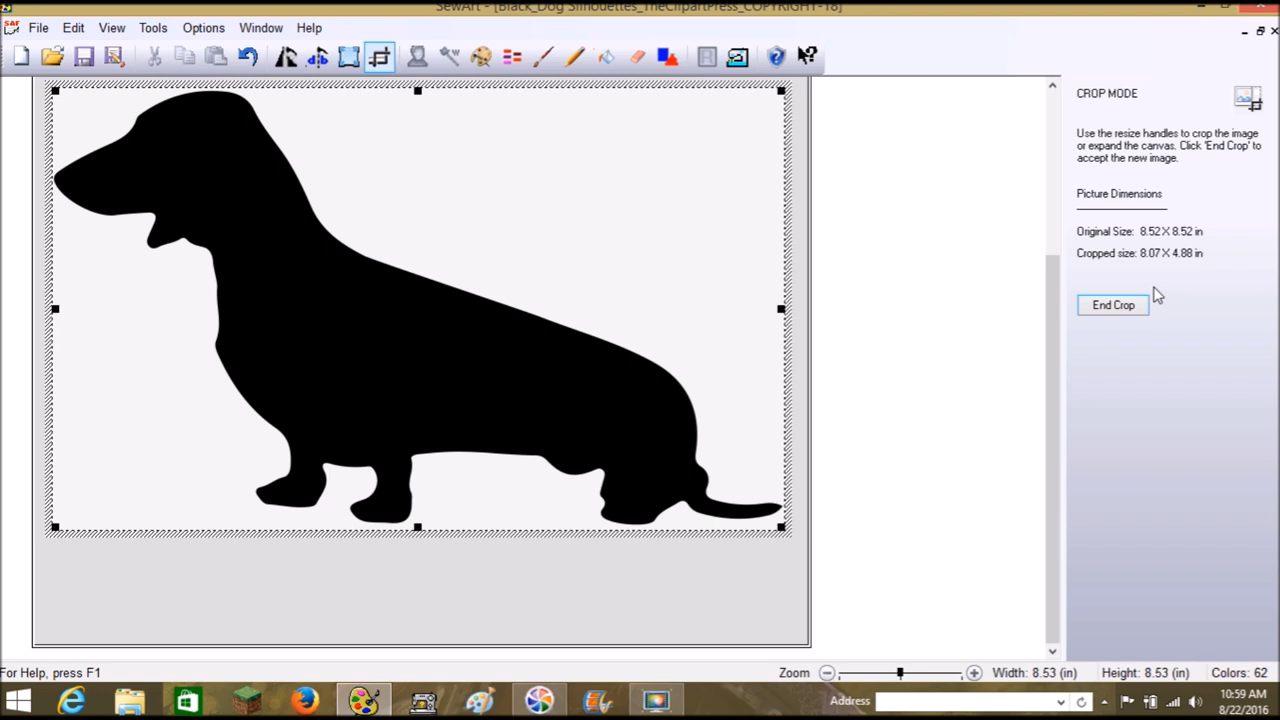 SewArt - [Black_Dog Silhouettes_TheClipartPress_COPYRIGHT-18]
File Edit View Tools Options Window Help
CROP MODE
Use the resize handles to crop the image
or expand the canvas. Click 'End Crop' to
accept the new image.
Picture Dimensions
Original Size: 8.52 X 8.52 in
Cropped size: 8.07 X 4.88 in
End Crop
For Help, press F1
Zoom
Width: 8.53 (in)
Height: 8.53 (in)
Colors: 62
Address
10:59 AM
8/22/2016